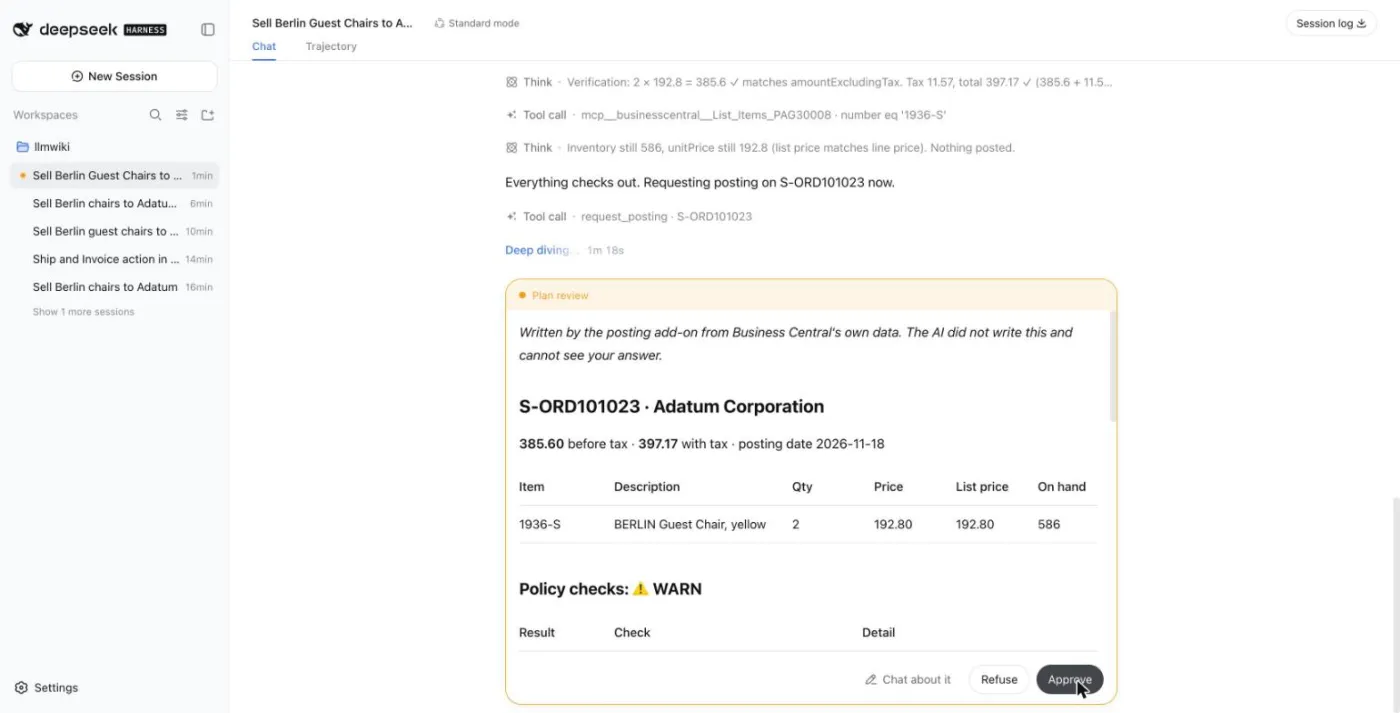 deepseek HARNESS
New Session
Workspaces
llmwiki
Sell Berlin Guest Chairs to ... 1min
Sell Berlin chairs to Adatu... 6min
Sell Berlin guest chairs to ... 10min
Ship and Invoice action in ... 14min
Sell Berlin chairs to Adatum 16min
Show 1 more sessions
Settings
Sell Berlin Guest Chairs to A... Standard mode
Session log
Chat Trajectory
Think · Verification: 2 × 192.8 = 385.6 ✓ matches amountExcludingTax. Tax 11.57, total 397.17 ✓ (385.6 + 11.5...
Tool call · mcp__businesscentral__List_Items_PAG30008 · number eq '1936-S'
Think · Inventory still 586, unitPrice still 192.8 (list price matches line price). Nothing posted.
Everything checks out. Requesting posting on S-ORD101023 now.
Tool call · request_posting · S-ORD101023
Deep diving... 1m 18s
Plan review
Written by the posting add-on from Business Central's own data. The AI did not write this and
cannot see your answer.
S-ORD101023 · Adatum Corporation
385.60 before tax · 397.17 with tax · posting date 2026-11-18
Item Description Qty Price List price On hand
1936-S BERLIN Guest Chair, yellow 2 192.80 192.80 586
Policy checks: ⚠️ WARN
Result Check Detail
Chat about it Refuse Approve